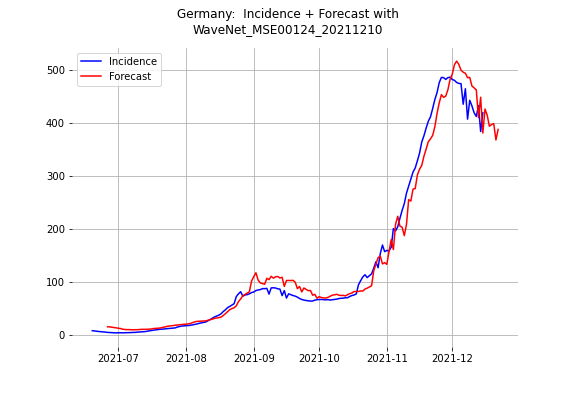 Germany:  Incidence + Forecast with
WaveNet_MSE00124_20211210
Incidence
Forecast
500
400
300
200
100
0
2021-07 2021-08 2021-09 2021-10 2021-11 2021-12